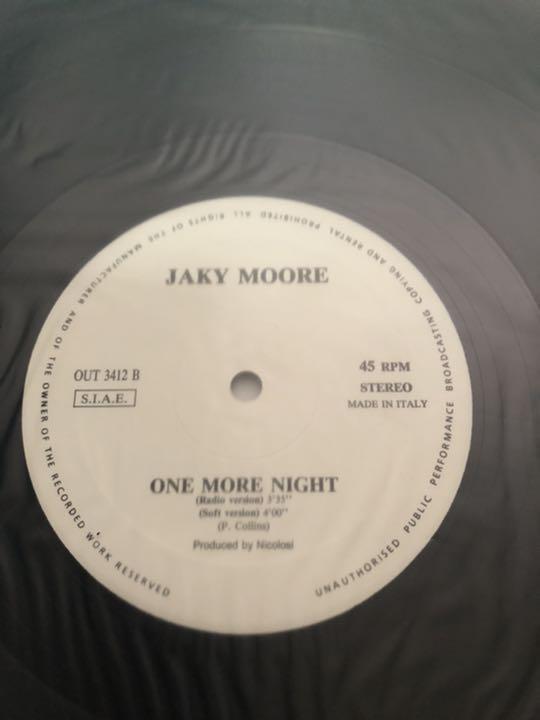 JAKY MOORE
OUT 3412 B
S.I.A.E.
45 RPM
STEREO
MADE IN ITALY
ONE MORE NIGHT
(Radio version) 3'35''
(Soft version) 4'00''
(P. Collins)
Produced by Nicolosi
ALL RIGHTS OF THE MANUFACTURER AND OF THE OWNER OF THE RECORDED WORK RESERVED
UNAUTHORISED PUBLIC PERFORMANCE BROADCASTING COPYING AND RENTAL PROHIBITED